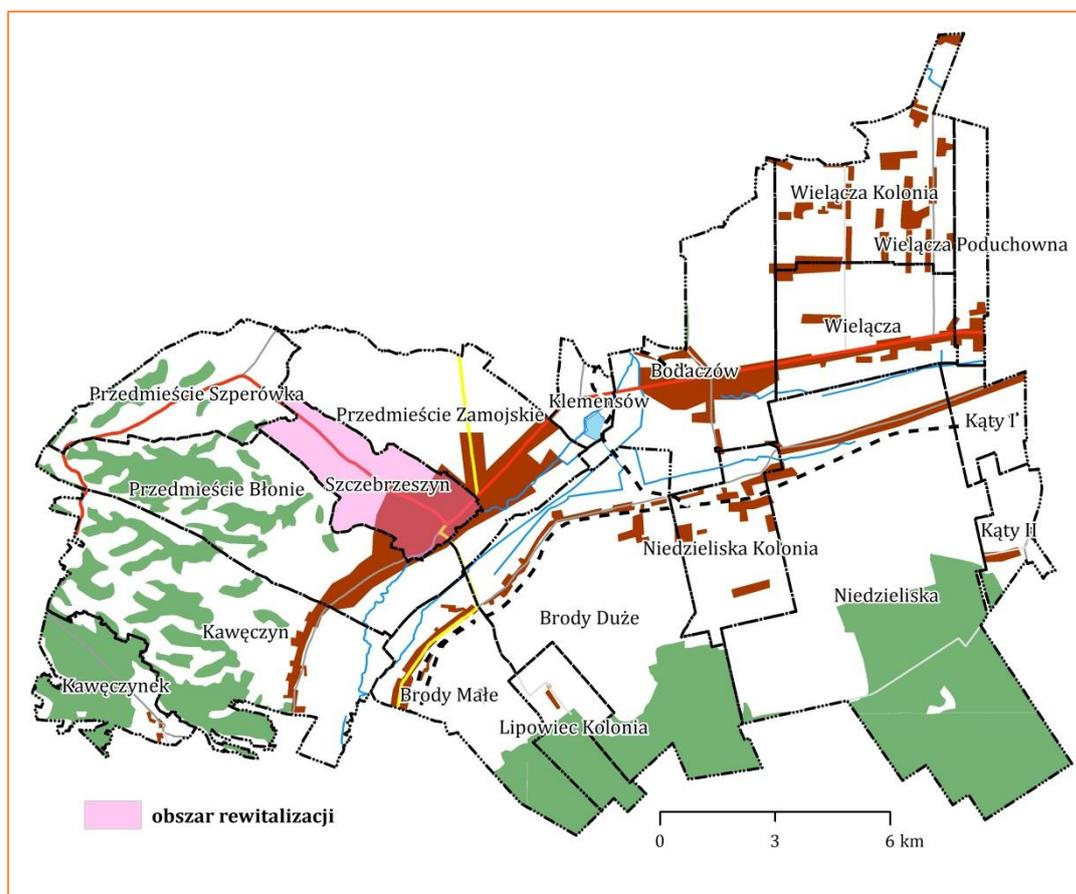 Wielącza Kolonia
Wielącza Poduchowna
Wielącza
Bodaczów
Przedmieście Szperówka
Klemensów
Przedmieście Zamojskie
Kąty I
Szczebrzeszyn
Przedmieście Błonie
Kąty II
Niedzieliska Kolonia
Niedzieliska
Brody Duże
Kawęczyn
Kawęczynek
Brody Małe
Lipowiec Kolonia
obszar rewitalizacji
0 3 6 km